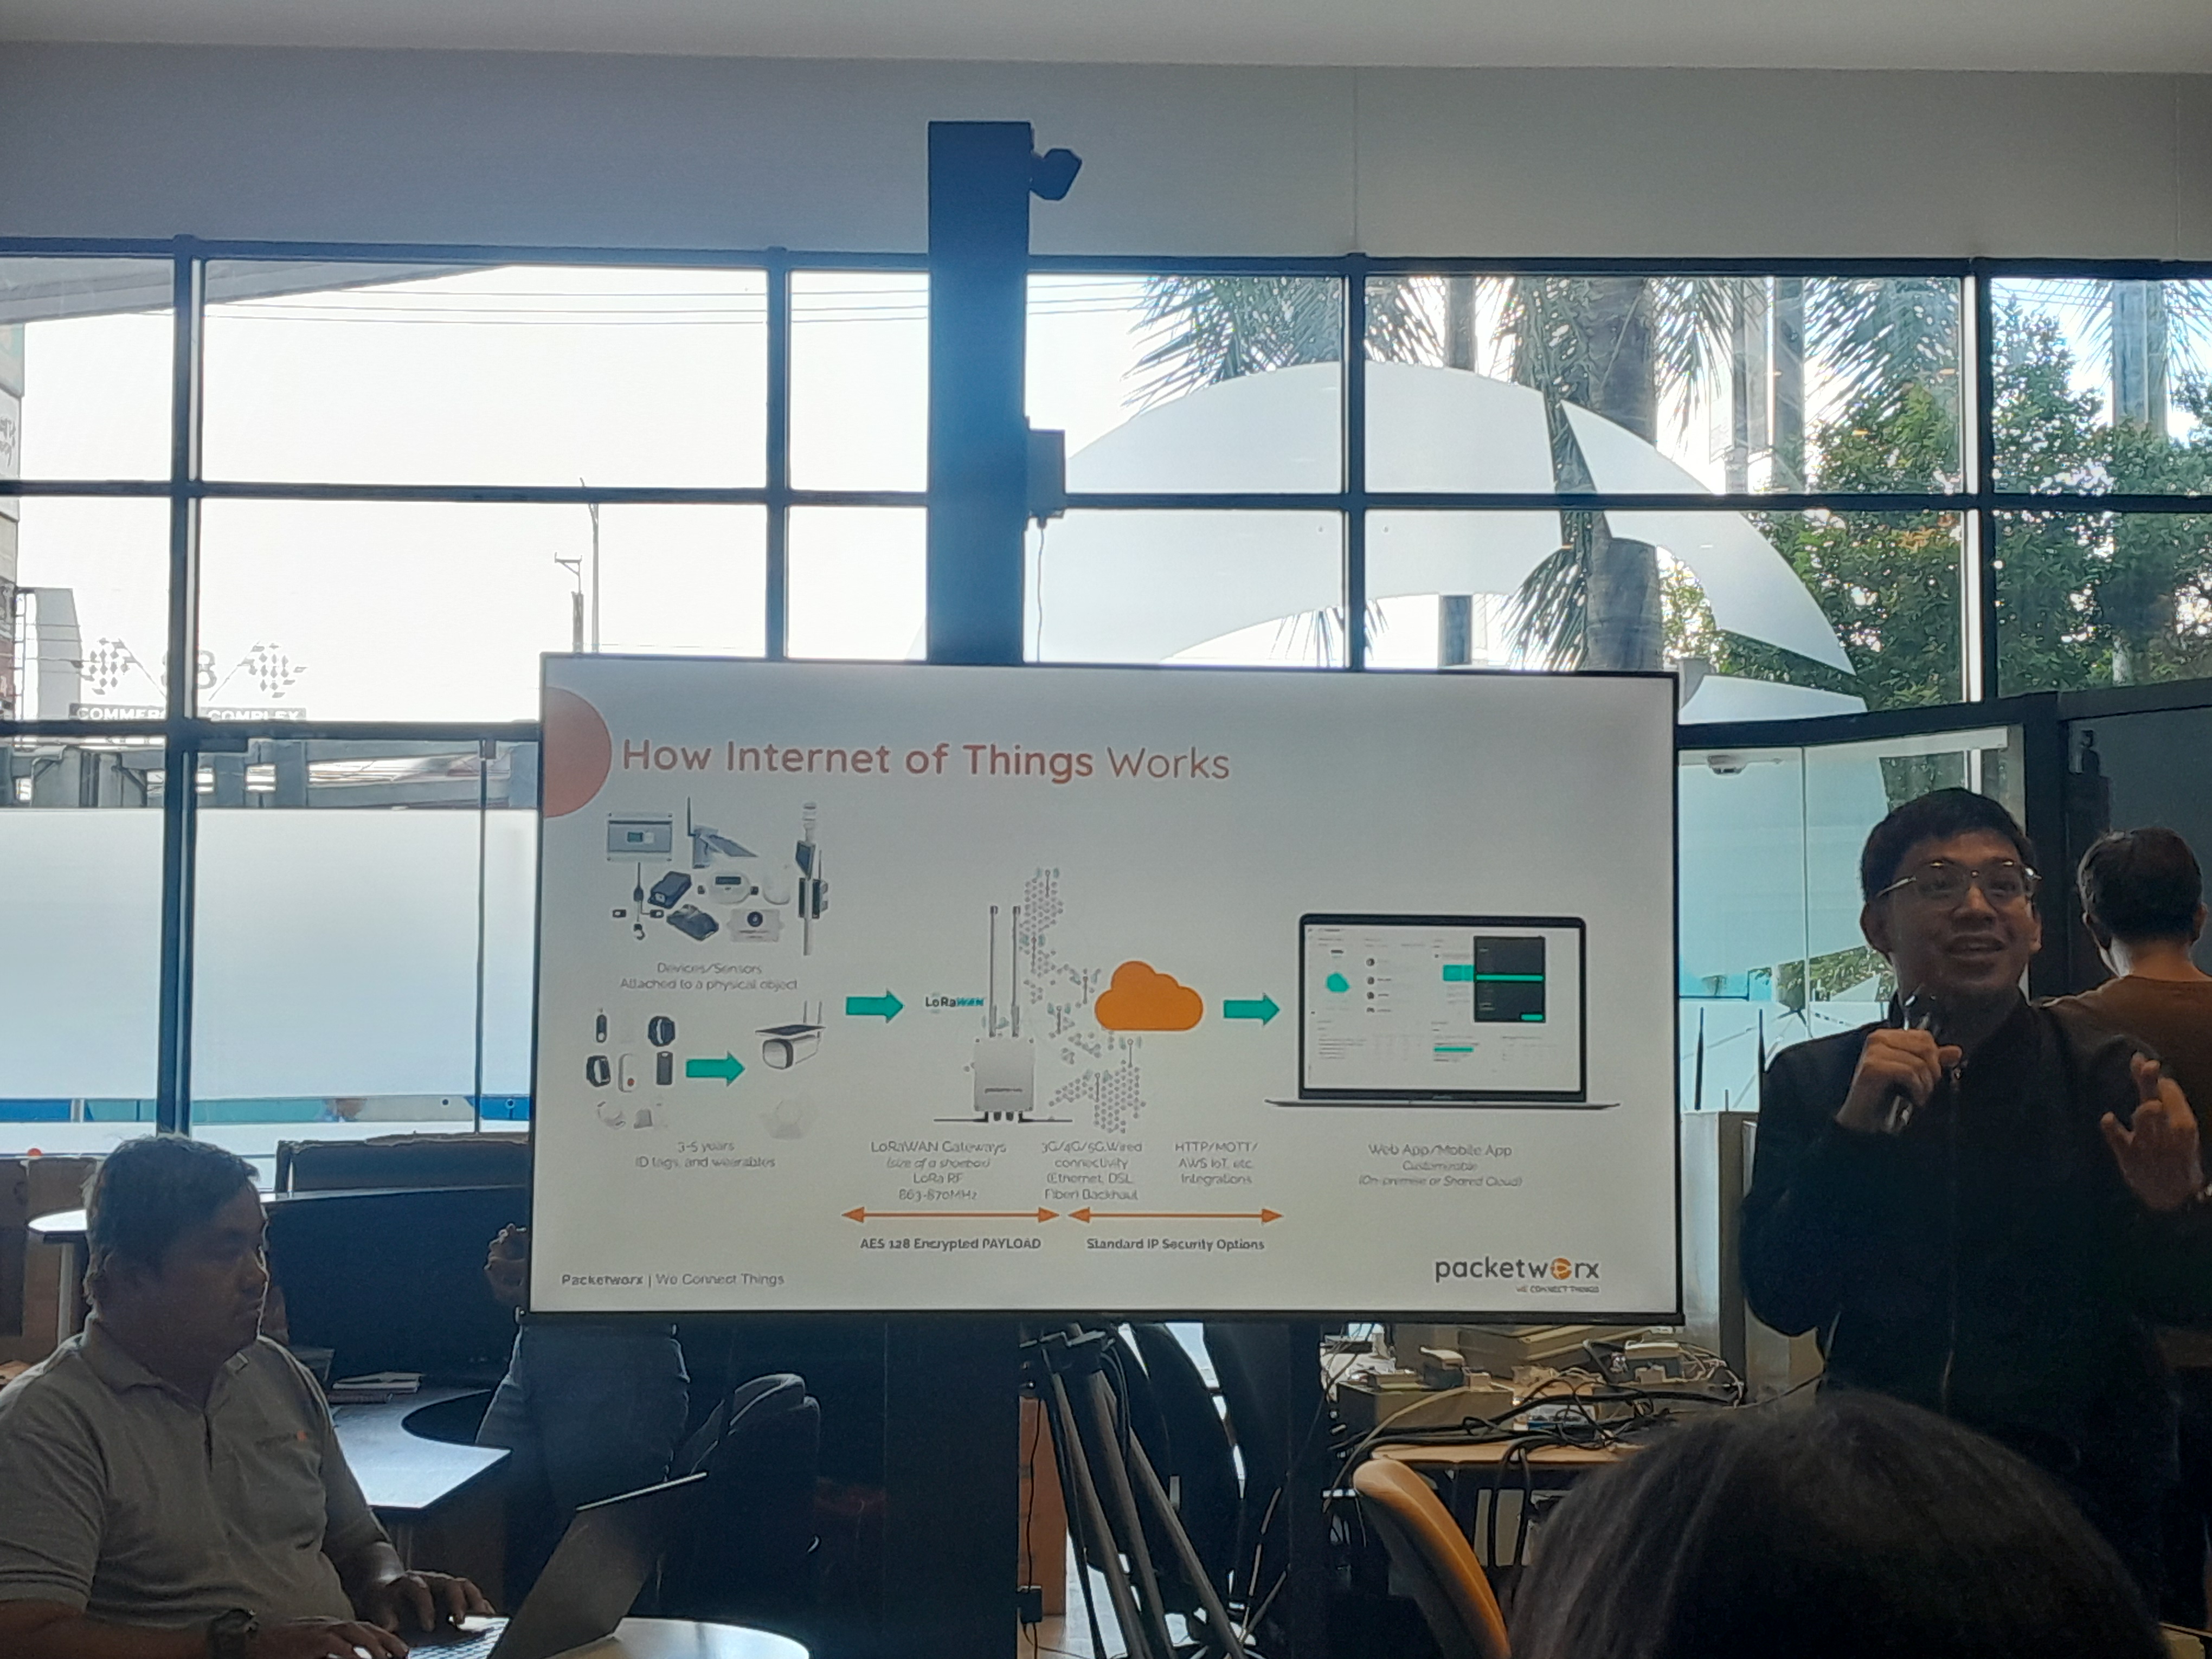 COMMERC COMPLEX
How Internet of Things Works
Devices/Sensors
Attached to a physical object
LoRaWAN
3-5 years
ID tags, and wearables
LoRaWAN Gateways
(size of a shoebox)
LoRa RF
863-870MHz
3G/4G/5G Wired
connectivity
(Ethernet, DSL,
Fiber) Backhaul
HTTP/MQTT/
AWS IoT, etc.
Integrations
Web App/Mobile App
Customizable
(On-premise or Shared Cloud)
AES 128 Encrypted PAYLOAD
Standard IP Security Options
Packetworx | We Connect Things
packetworx
WE CONNECT THINGS